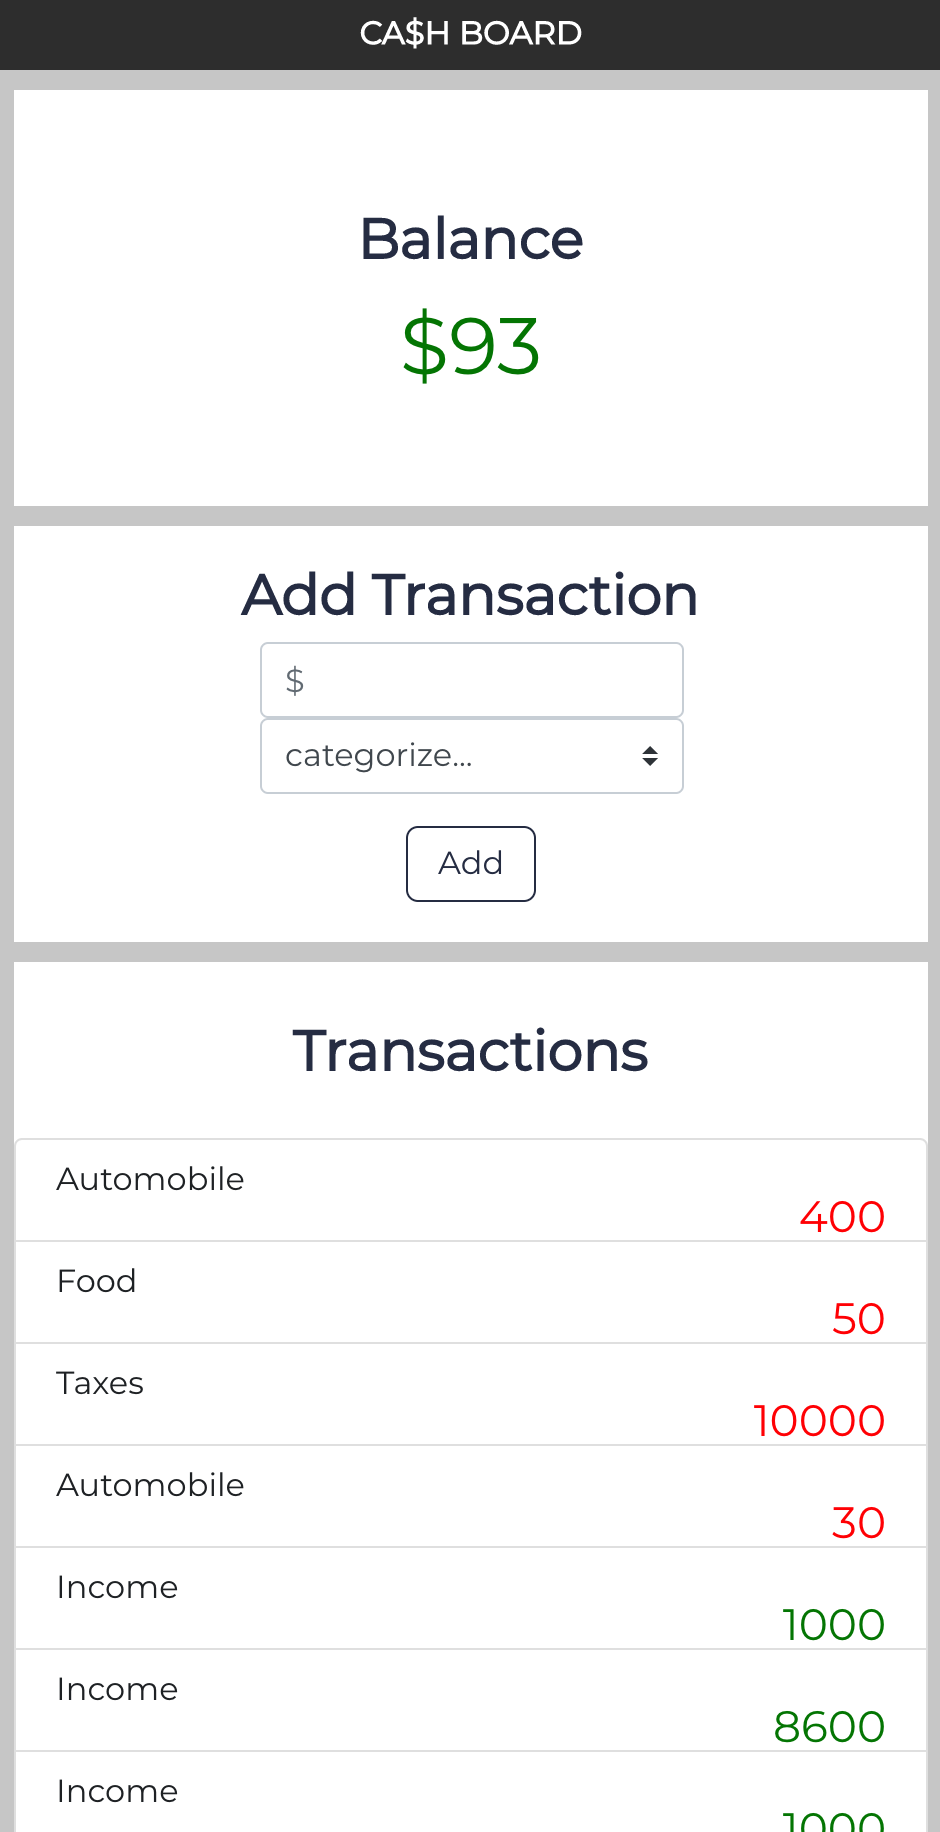 CA$H BOARD
Balance
$93
Add Transaction
$
categorize...
Add
Transactions
Automobile
400
Food
50
Taxes
10000
Automobile
30
Income
1000
Income
8600
Income
1000